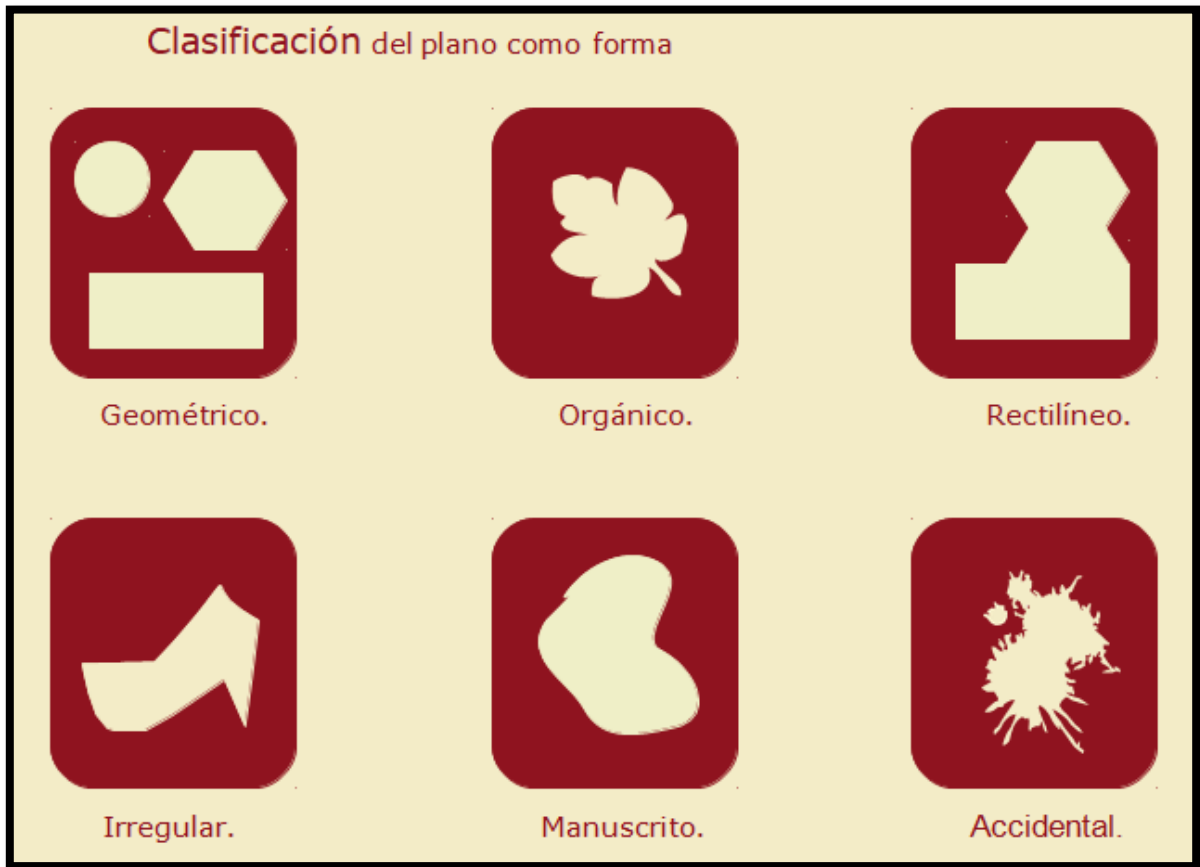 Clasificación del plano como forma
Geométrico.
Orgánico.
Rectilíneo.
Irregular.
Manuscrito.
Accidental.